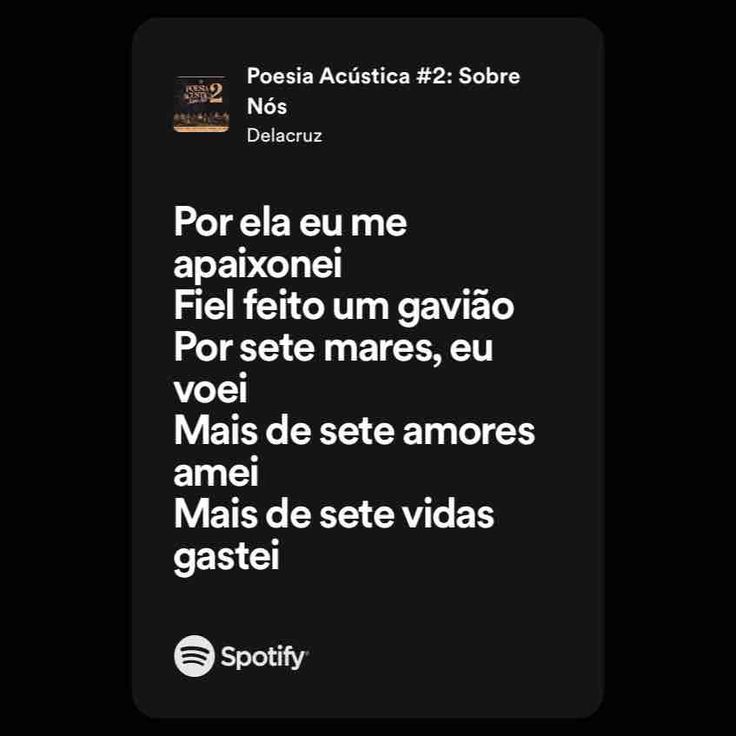 POESIA
ACÚSTICA 2
Poesia Acústica #2: Sobre
Nós
Delacruz
Por ela eu me
apaixonei
Fiel feito um gavião
Por sete mares, eu
voei
Mais de sete amores
amei
Mais de sete vidas
gastei
Spotify